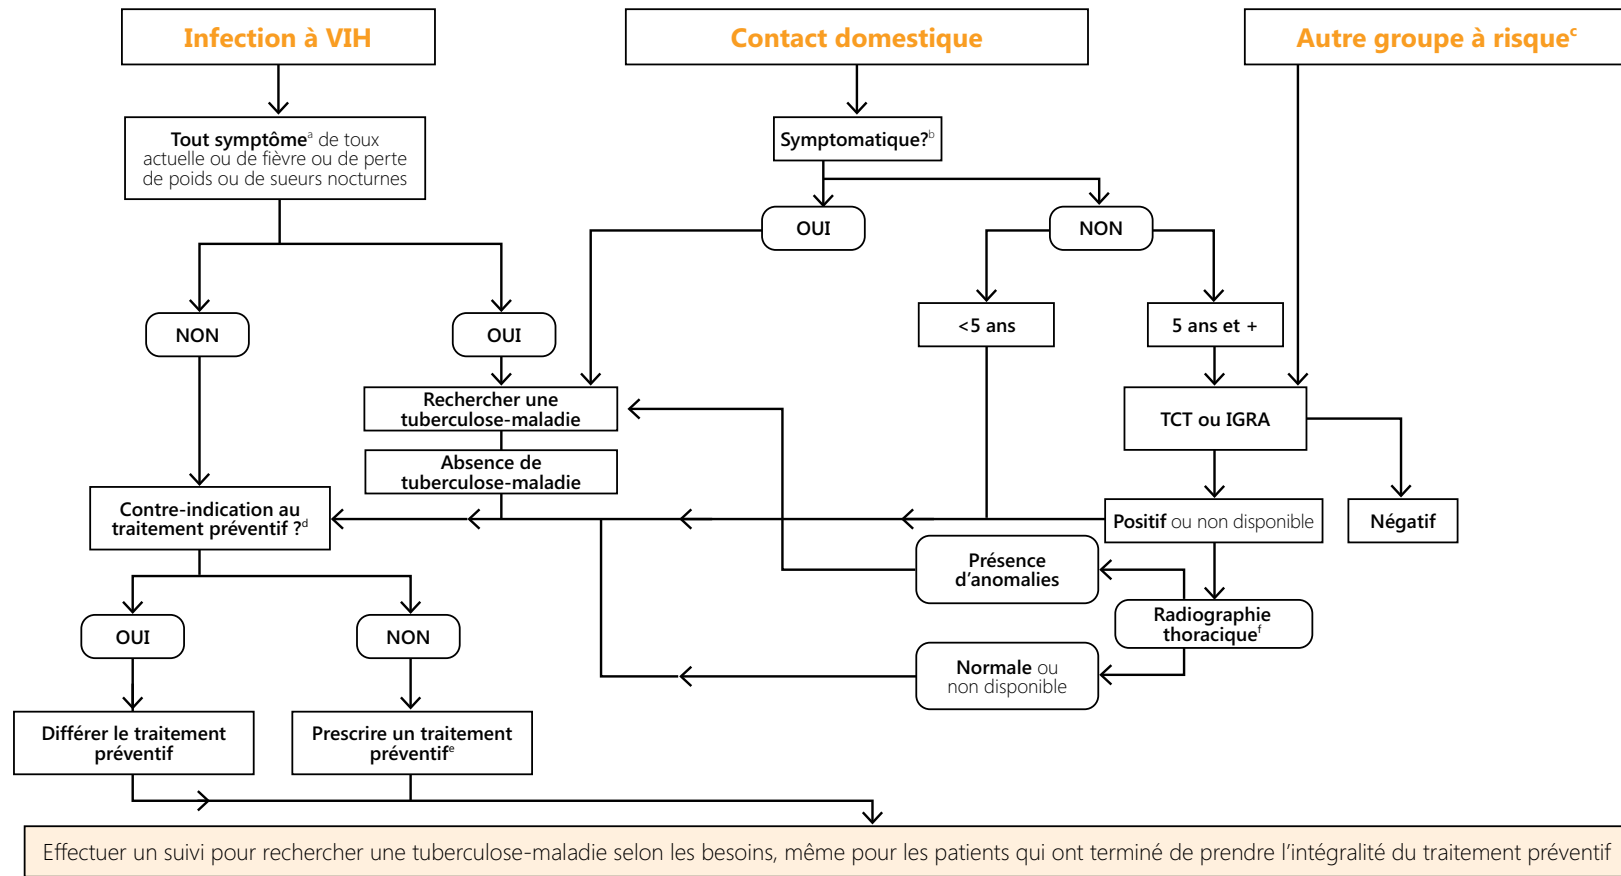 Infection à VIH
Contact domestique
Autre groupe à risqueᶜ
Tout symptômeᵃ de toux
actuelle ou de fièvre ou de perte
de poids ou de sueurs nocturnes
Symptomatique?ᵇ
OUI
NON
NON
OUI
<5 ans
5 ans et +
Rechercher une
tuberculose-maladie
TCT ou IGRA
Absence de
tuberculose-maladie
Contre-indication au
traitement préventif ?ᵈ
Positif ou non disponible
Négatif
Présence
d’anomalies
Radiographie
thoraciqueᶠ
OUI
NON
Normale ou
non disponible
Différer le traitement
préventif
Prescrire un traitement
préventifᵉ
Effectuer un suivi pour rechercher une tuberculose-maladie selon les besoins, même pour les patients qui ont terminé de prendre l’intégralité du traitement préventif